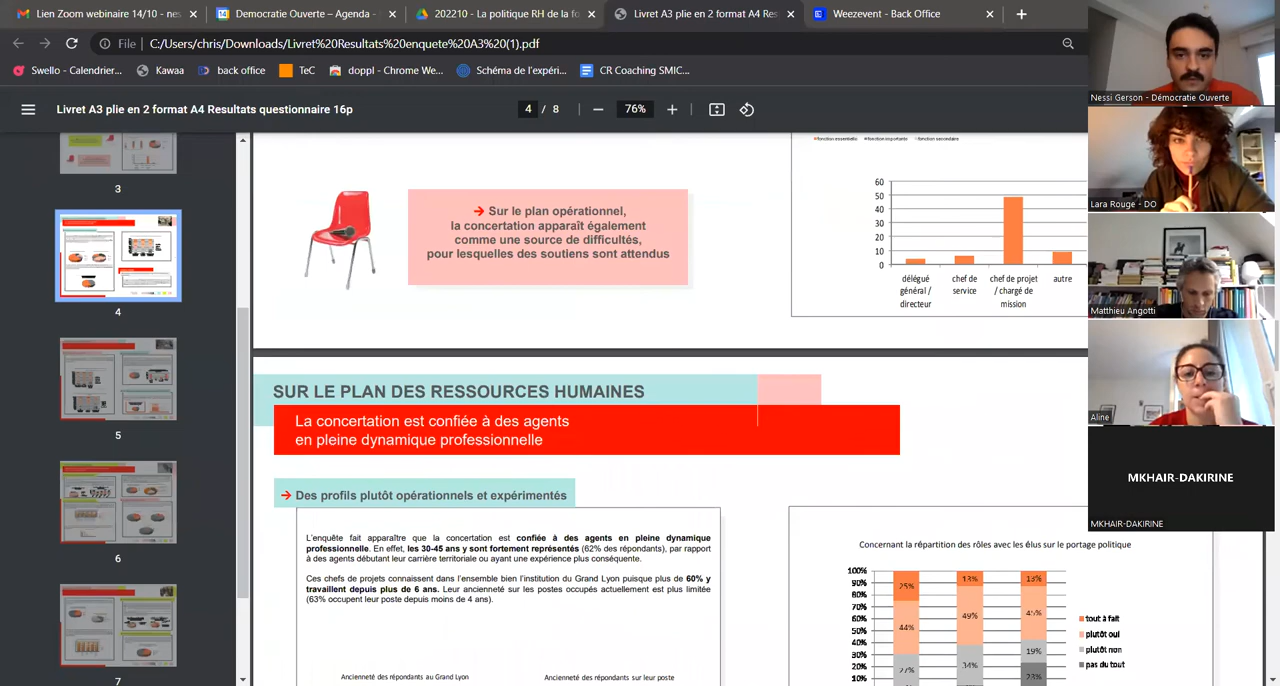 Lien Zoom webinaire 14/10 - nes
Democratie Ouverte – Agenda -
202210 - La politique RH de la fo
Livret A3 plie en 2 format A4 Res
Weezevent - Back Office
File
C:/Users/chris/Downloads/Livret%20Resultats%20enquete%20A3%20(1).pdf
Swello - Calendrier...
Kawaa
back office
TeC
doppl - Chrome We...
Schéma de l'expéri...
CR Coaching SMIC...
Livret A3 plie en 2 format A4 Resultats questionnaire 16p
4 / 8
76%
3
4
5
6
7
fonction essentielle
fonction importante
fonction secondaire
➔ Sur le plan opérationnel,
la concertation apparaît également
comme une source de difficultés,
pour lesquelles des soutiens sont attendus
60
50
40
30
20
10
0
délégué général / directeur
chef de service
chef de projet / chargé de mission
autre
SUR LE PLAN DES RESSOURCES HUMAINES
La concertation est confiée à des agents
en pleine dynamique professionnelle
➔ Des profils plutôt opérationnels et expérimentés
L'enquête fait apparaître que la concertation est confiée à des agents en pleine dynamique
professionnelle. En effet, les 30-45 ans y sont fortement représentés (62% des répondants), par rapport
à des agents débutant leur carrière territoriale ou ayant une expérience plus conséquente.
Ces chefs de projets connaissent dans l'ensemble bien l'institution du Grand Lyon puisque plus de 60% y
travaillent depuis plus de 6 ans. Leur ancienneté sur les postes occupés actuellement est plus limitée
(63% occupent leur poste depuis moins de 4 ans).
Ancienneté des répondants au Grand Lyon
Ancienneté des répondants sur leur poste
Concernant la répartition des rôles avec les élus sur le portage politique
100%
90%
80%
70%
60%
50%
40%
30%
20%
10%
25%
44%
27%
13%
49%
34%
13%
45%
19%
23%
tout à fait
plutôt oui
plutôt non
pas du tout
Nessi Gerson - Démocratie Ouverte
Lara Rouge - DO
Matthieu Angotti
Aline
MKHAIR-DAKIRINE
MKHAIR-DAKIRINE